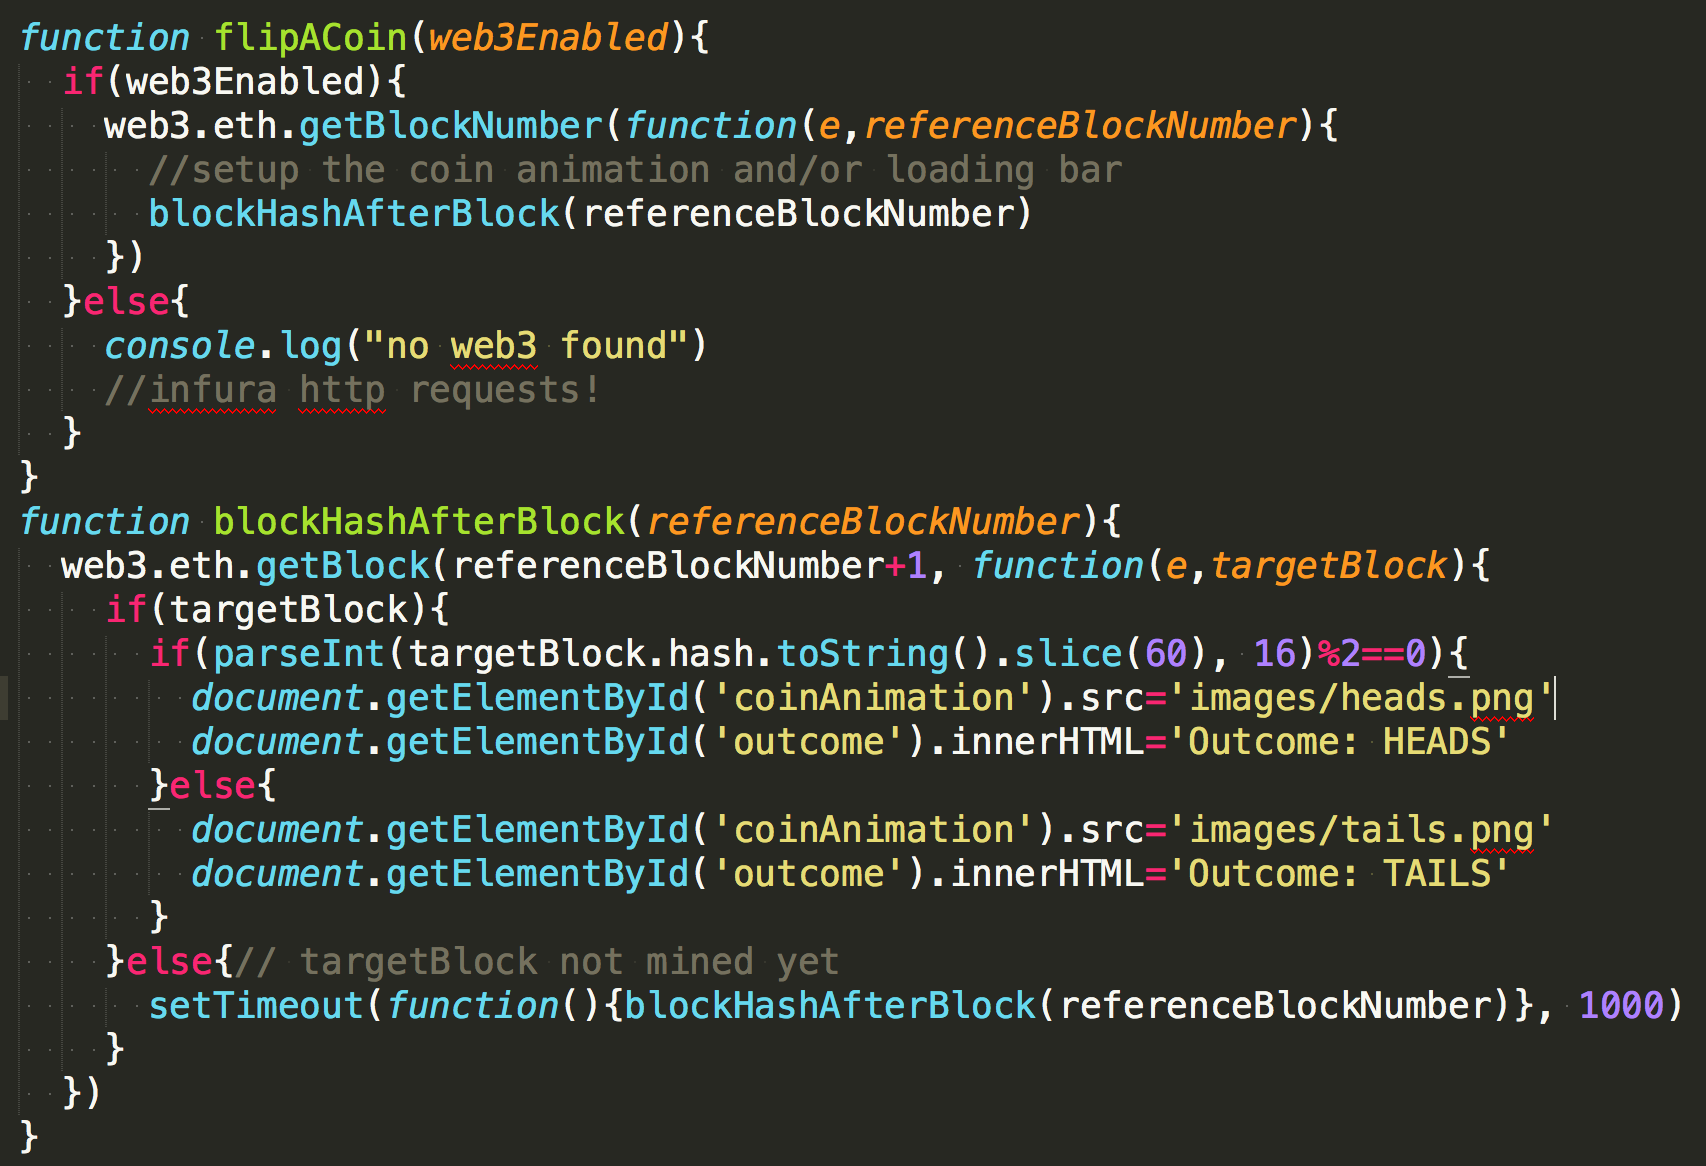 function flipACoin(web3Enabled){
if(web3Enabled){
web3.eth.getBlockNumber(function(e,referenceBlockNumber){
//setup the coin animation and/or loading bar
blockHashAfterBlock(referenceBlockNumber)
})
}else{
console.log("no web3 found")
//infura http requests!
}
}
function blockHashAfterBlock(referenceBlockNumber){
web3.eth.getBlock(referenceBlockNumber+1, function(e,targetBlock){
if(targetBlock){
if(parseInt(targetBlock.hash.toString().slice(60), 16)%2==0){
document.getElementById('coinAnimation').src='images/heads.png'
document.getElementById('outcome').innerHTML='Outcome: HEADS'
}else{
document.getElementById('coinAnimation').src='images/tails.png'
document.getElementById('outcome').innerHTML='Outcome: TAILS'
}
}else{// targetBlock not mined yet
setTimeout(function(){blockHashAfterBlock(referenceBlockNumber)}, 1000)
}
})
}